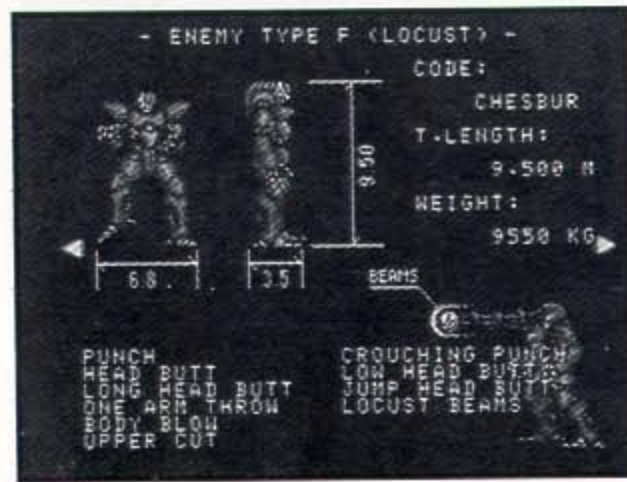 - ENEMY TYPE F (LOCUST) -
CODE:
CHESBUR
T.LENGTH:
9.500 M
WEIGHT:
9550 KG
9.50
6.8
3.5
BEAMS
PUNCH
HEAD BUTT
LONG HEAD BUTT
ONE ARM THROW
BODY BLOW
UPPER CUT
CROUCHING PUNCH
LOW HEAD BUTT
JUMP HEAD BUTT
LOCUST BEAMS